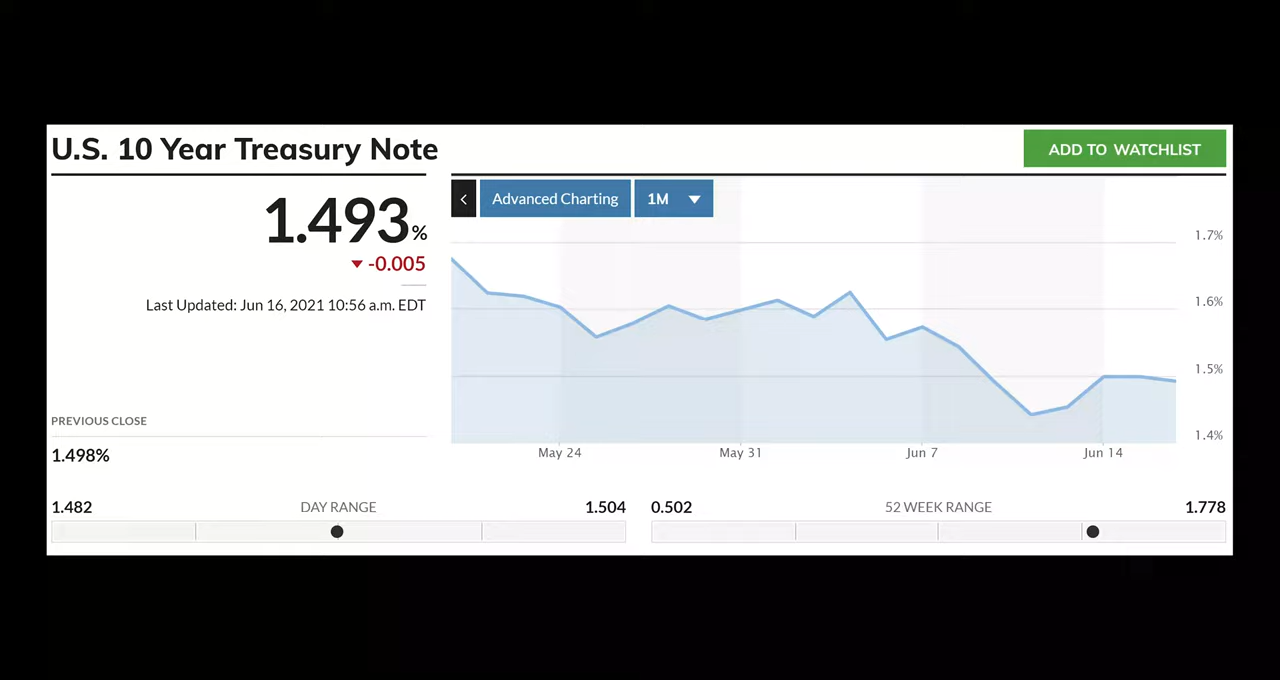 U.S. 10 Year Treasury Note
ADD TO WATCHLIST
1.493%
-0.005
Last Updated: Jun 16, 2021 10:56 a.m. EDT
PREVIOUS CLOSE
1.498%
Advanced Charting
1M
1.7%
1.6%
1.5%
1.4%
May 24 May 31 Jun 7 Jun 14
1.482 DAY RANGE 1.504
0.502 52 WEEK RANGE 1.778